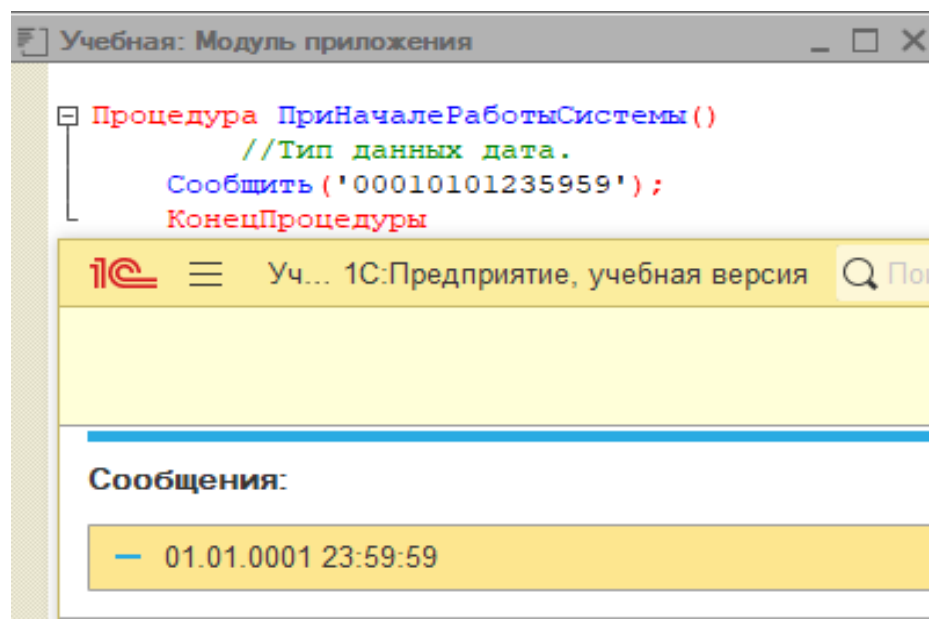 Учебная: Модуль приложения
Процедура ПриНачалеРаботыСистемы()
//Тип данных дата.
Сообщить('00010101235959');
КонецПроцедуры
1С Уч... 1С:Предприятие, учебная версия
Сообщения:
01.01.0001 23:59:59